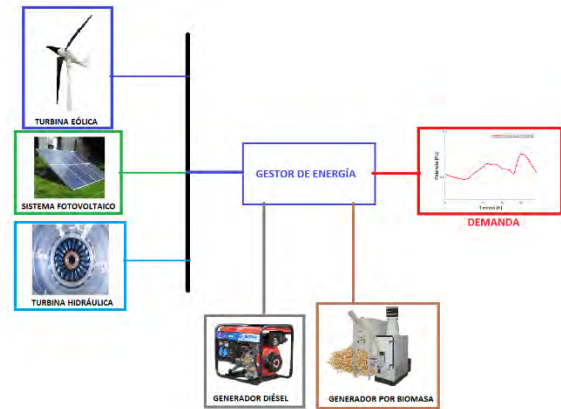 TURBINA EÓLICA
SISTEMA FOTOVOLTAICO
TURBINA HIDRÁULICA
GESTOR DE ENERGÍA
DEMANDA
GENERADOR DIÉSEL
GENERADOR POR BIOMASA